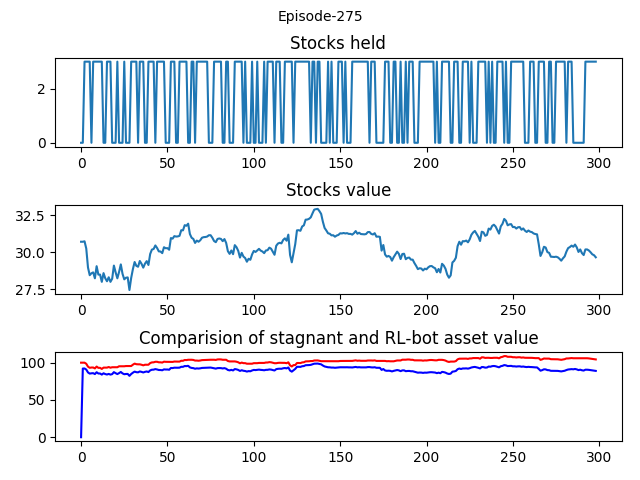 Episode-275
Stocks held
2
0
0 50 100 150 200 250 300
Stocks value
32.5
30.0
27.5
0 50 100 150 200 250 300
Comparision of stagnant and RL-bot asset value
100
50
0
0 50 100 150 200 250 300